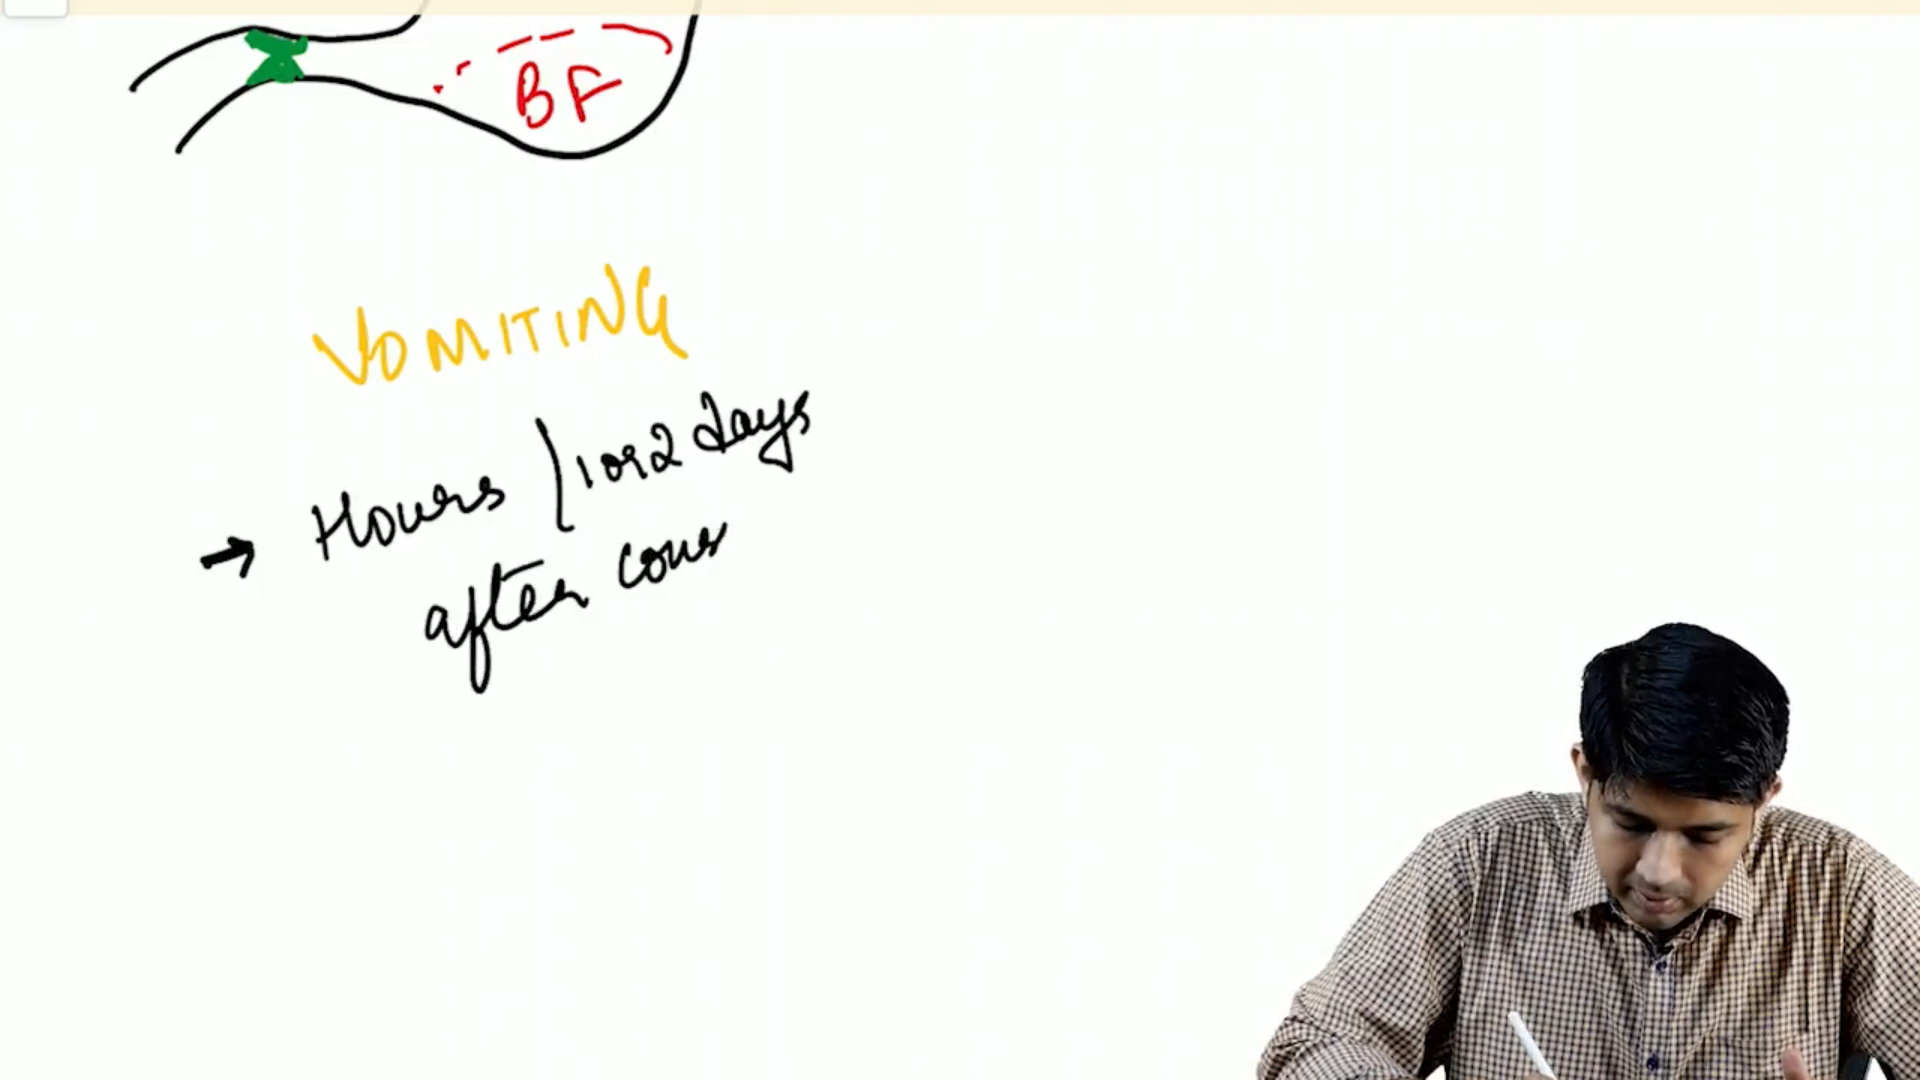 BF
VOMITING
→ Hours / 1 or 2 days
after cons